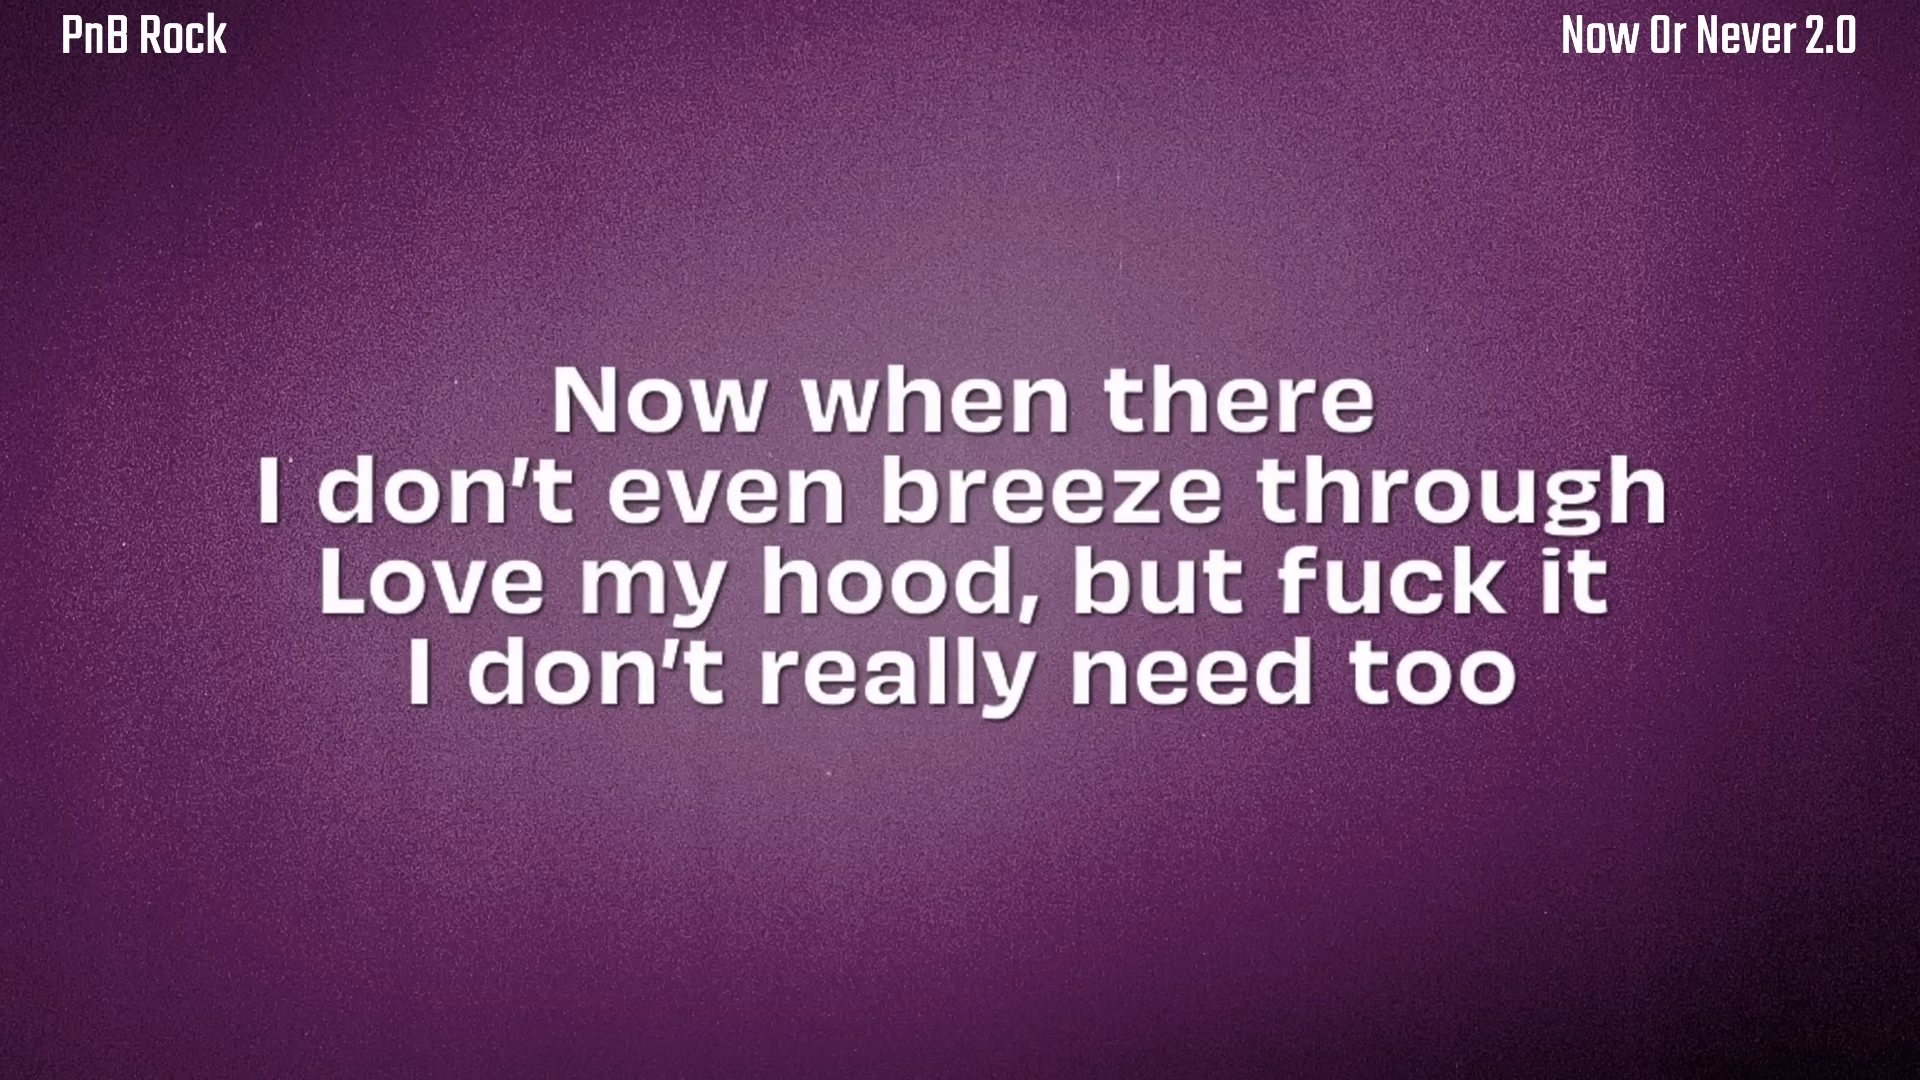 PnB Rock
Now Or Never 2.0
Now when there
I don't even breeze through
Love my hood, but fuck it
I don't really need too